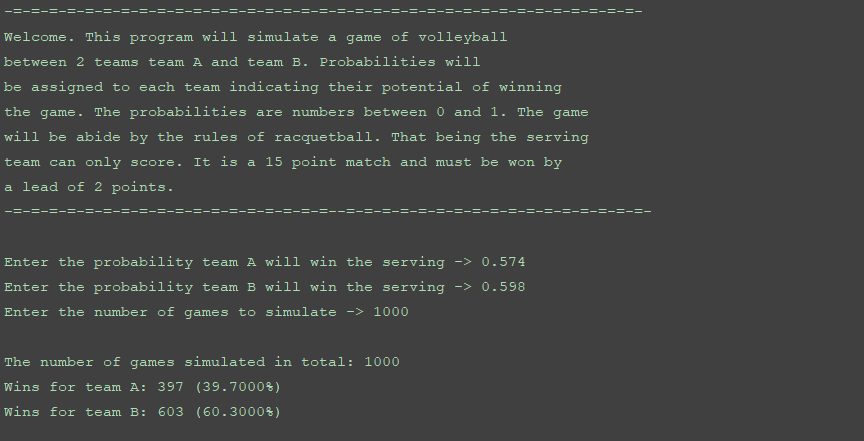 -=-=-=-=-=-=-=-=-=-=-=-=-=-=-=-=-=-=-=-=-=-=-=-=-=-=-=-=-=-=-=-=-=-=-=-
Welcome. This program will simulate a game of volleyball
between 2 teams team A and team B. Probabilities will
be assigned to each team indicating their potential of winning
the game. The probabilities are numbers between 0 and 1. The game
will be abide by the rules of racquetball. That being the serving
team can only score. It is a 15 point match and must be won by
a lead of 2 points.
-=-=-=-=-=-=-=-=-=-=-=-=-=-=-=-=-=-=--=-=-=-=-=-=-=-=-=-=-=-=-=-=-=-=-=-
Enter the probability team A will win the serving -> 0.574
Enter the probability team B will win the serving -> 0.598
Enter the number of games to simulate -> 1000
The number of games simulated in total: 1000
Wins for team A: 397 (39.7000%)
Wins for team B: 603 (60.3000%)